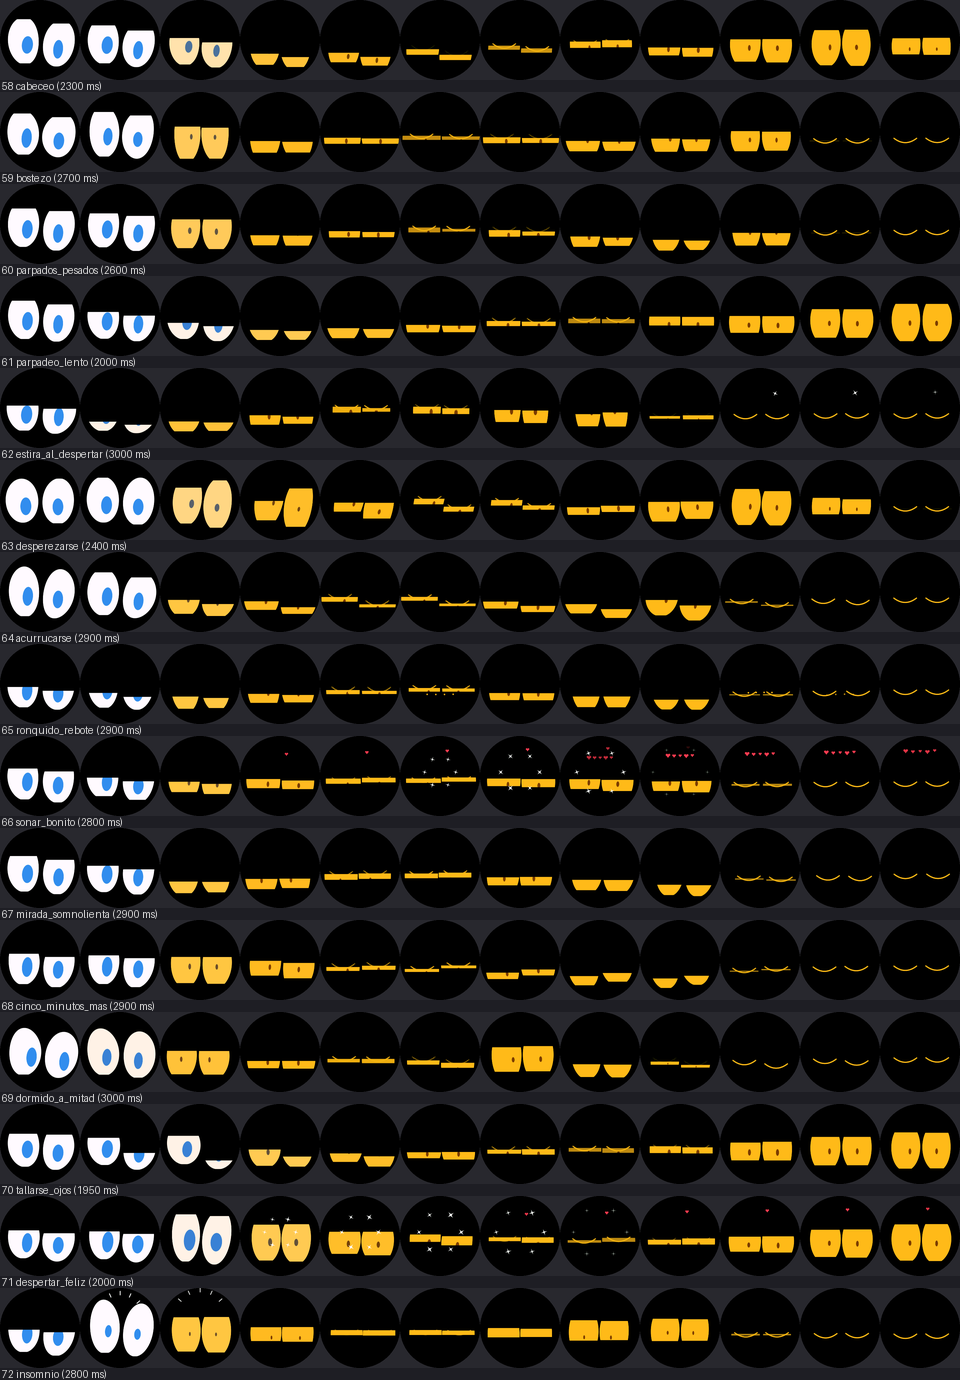 58 cabeceo (2300 ms)
59 bostezo (2700 ms)
60 parpados_pesados (2600 ms)
61 parpadeo_lento (2000 ms)
62 estira_al_despertar (3000 ms)
63 desperezarse (2400 ms)
64 acurrucarse (2900 ms)
65 ronquido_rebote (2900 ms)
66 sonar_bonito (2800 ms)
67 mirada_somnolienta (2900 ms)
68 cinco_minutos_mas (2900 ms)
69 dormido_a_mitad (3000 ms)
70 tallarse_ojos (1950 ms)
71 despertar_feliz (2000 ms)
72 insomnio (2800 ms)